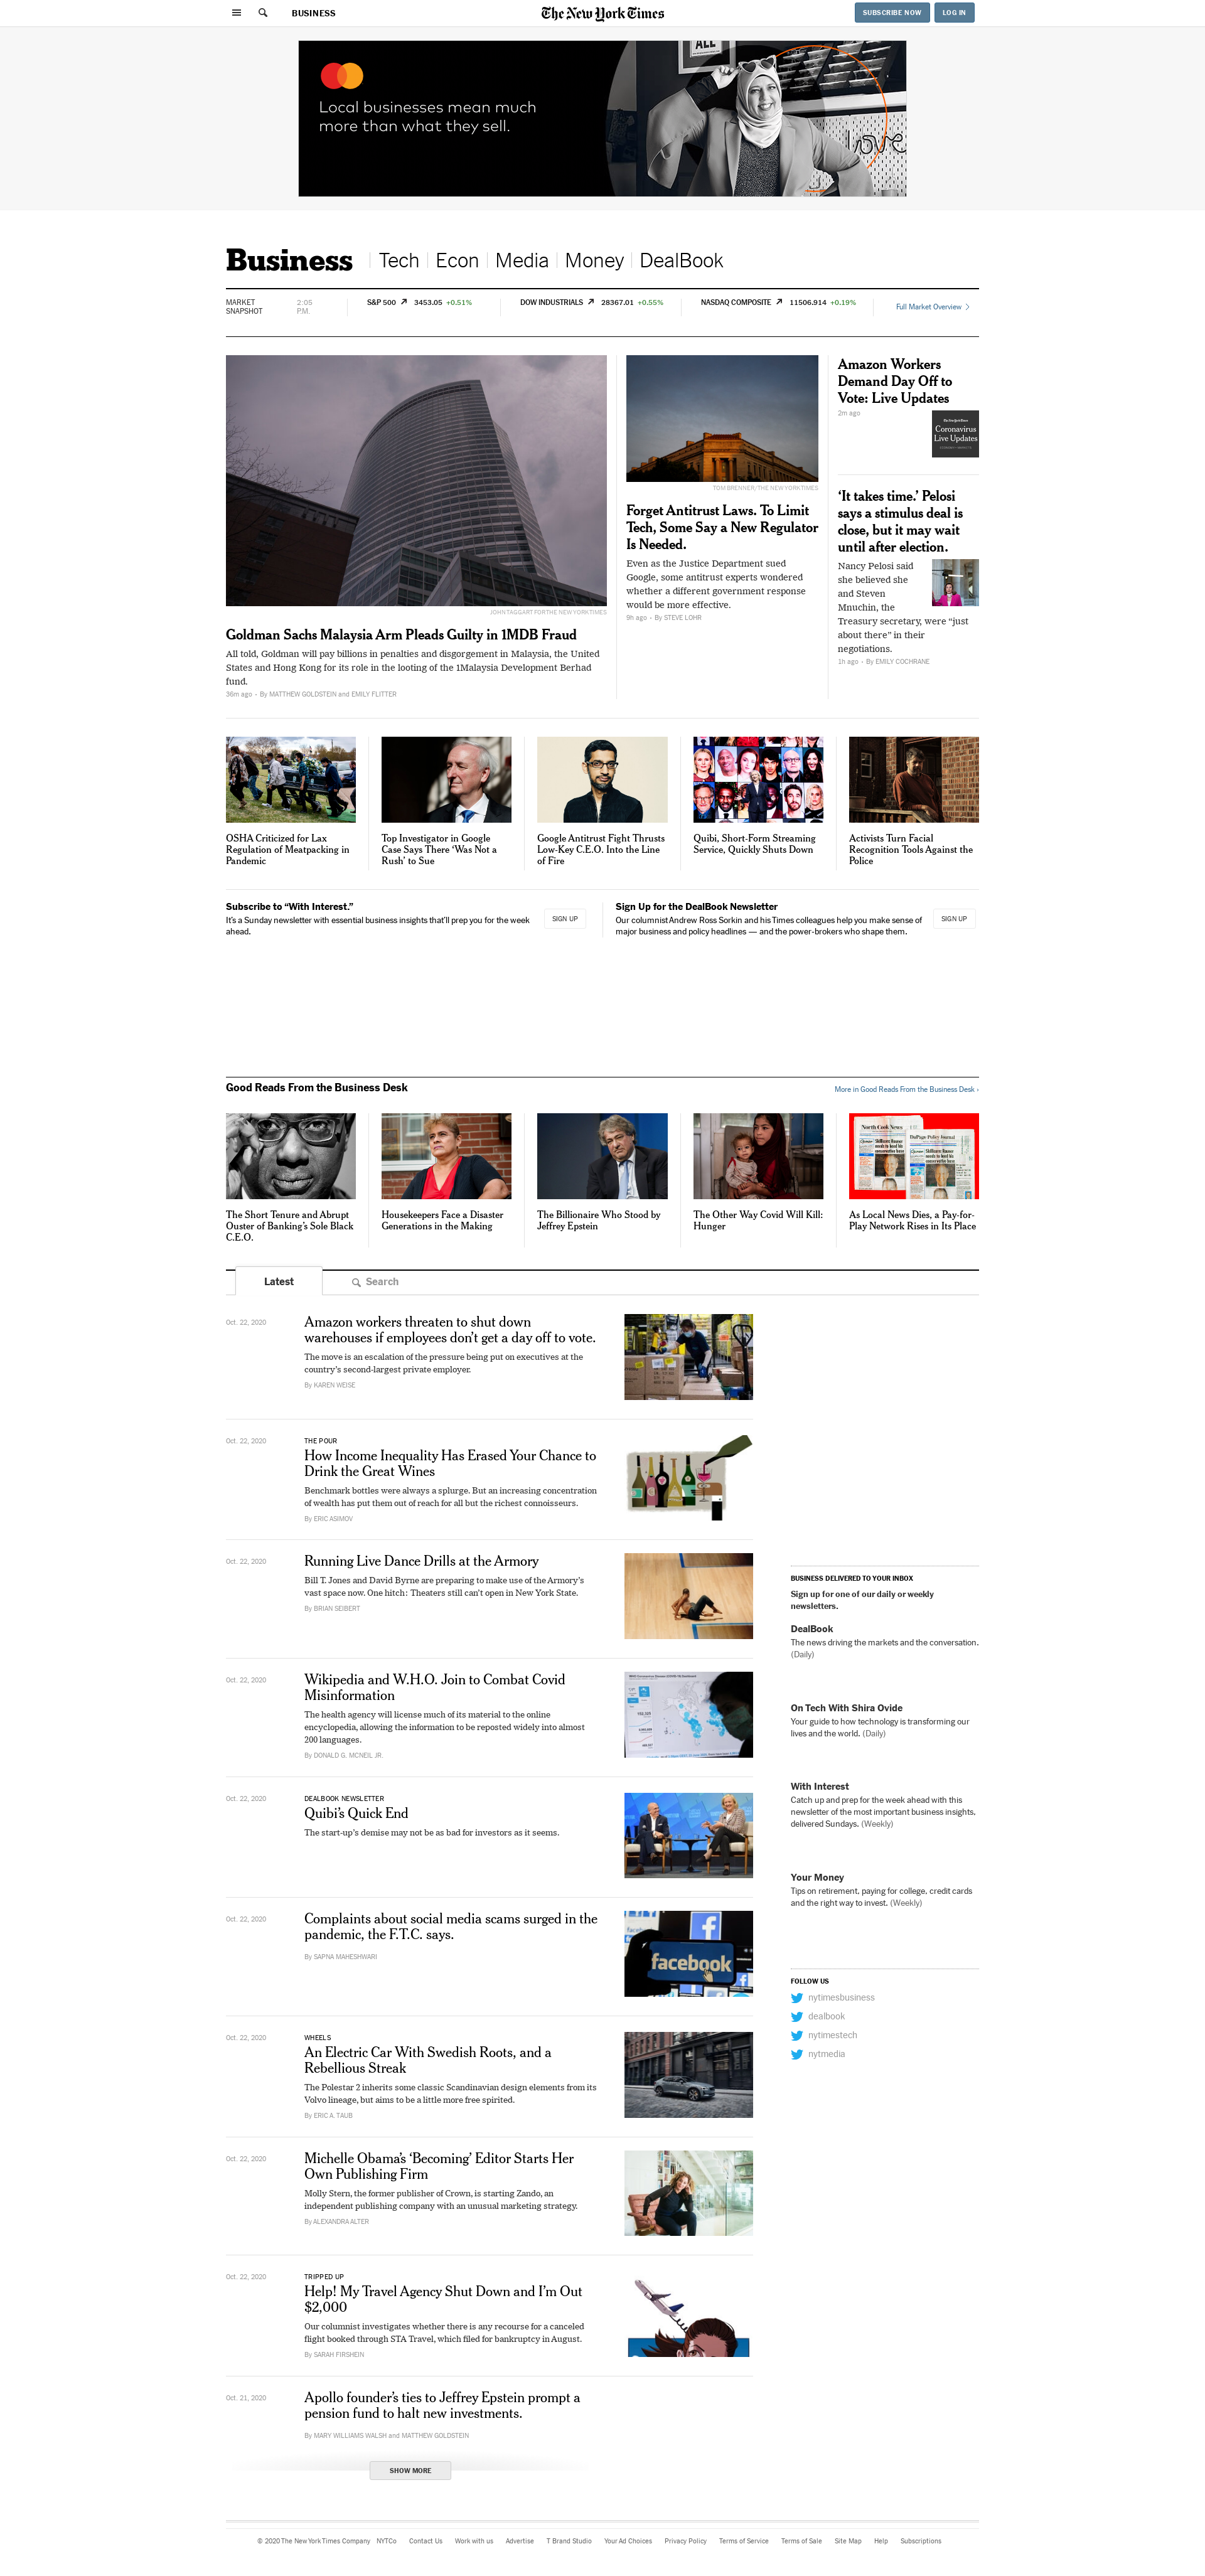 BUSINESS
The New York Times
SUBSCRIBE NOW
LOG IN
ALL
Local businesses mean much
more than what they sell.
love
Business
Tech
Econ
Media
Money
DealBook
MARKET
SNAPSHOT
2:05
P.M.
S&P 500 3453.05 +0.51%
DOW INDUSTRIALS 28367.01 +0.55%
NASDAQ COMPOSITE 11506.914 +0.19%
Full Market Overview
JOHN TAGGART FOR THE NEW YORK TIMES
Goldman Sachs Malaysia Arm Pleads Guilty in 1MDB Fraud
All told, Goldman will pay billions in penalties and disgorgement in Malaysia, the United
States and Hong Kong for its role in the looting of the 1Malaysia Development Berhad
fund.
36m ago • By MATTHEW GOLDSTEIN and EMILY FLITTER
TOM BRENNER/THE NEW YORK TIMES
Forget Antitrust Laws. To Limit
Tech, Some Say a New Regulator
Is Needed.
Even as the Justice Department sued
Google, some antitrust experts wondered
whether a different government response
would be more effective.
9h ago • By STEVE LOHR
Amazon Workers
Demand Day Off to
Vote: Live Updates
2m ago
Coronavirus
Live Updates
‘It takes time.’ Pelosi
says a stimulus deal is
close, but it may wait
until after election.
Nancy Pelosi said
she believed she
and Steven
Mnuchin, the
Treasury secretary, were “just
about there” in their
negotiations.
1h ago • By EMILY COCHRANE
OSHA Criticized for Lax
Regulation of Meatpacking in
Pandemic
Top Investigator in Google
Case Says There ‘Was Not a
Rush’ to Sue
Google Antitrust Fight Thrusts
Low-Key C.E.O. Into the Line
of Fire
Quibi, Short-Form Streaming
Service, Quickly Shuts Down
Activists Turn Facial
Recognition Tools Against the
Police
Subscribe to “With Interest.”
It’s a Sunday newsletter with essential business insights that’ll prep you for the week
ahead.
SIGN UP
Sign Up for the DealBook Newsletter
Our columnist Andrew Ross Sorkin and his Times colleagues help you make sense of
major business and policy headlines — and the power-brokers who shape them.
SIGN UP
Good Reads From the Business Desk
More in Good Reads From the Business Desk ›
The Short Tenure and Abrupt
Ouster of Banking’s Sole Black
C.E.O.
Housekeepers Face a Disaster
Generations in the Making
The Billionaire Who Stood by
Jeffrey Epstein
The Other Way Covid Will Kill:
Hunger
North Cook News
DuPage Policy Journal
As Local News Dies, a Pay-for-
Play Network Rises in Its Place
Latest
Search
Oct. 22, 2020
Amazon workers threaten to shut down
warehouses if employees don’t get a day off to vote.
The move is an escalation of the pressure being put on executives at the
country’s second-largest private employer.
By KAREN WEISE
Oct. 22, 2020
THE POUR
How Income Inequality Has Erased Your Chance to
Drink the Great Wines
Benchmark bottles were always a splurge. But an increasing concentration
of wealth has put them out of reach for all but the richest connoisseurs.
By ERIC ASIMOV
Oct. 22, 2020
Running Live Dance Drills at the Armory
Bill T. Jones and David Byrne are preparing to make use of the Armory’s
vast space now. One hitch: Theaters still can’t open in New York State.
By BRIAN SEIBERT
Oct. 22, 2020
Wikipedia and W.H.O. Join to Combat Covid
Misinformation
The health agency will license much of its material to the online
encyclopedia, allowing the information to be reposted widely into almost
200 languages.
By DONALD G. MCNEIL JR.
Oct. 22, 2020
DEALBOOK NEWSLETTER
Quibi’s Quick End
The start-up’s demise may not be as bad for investors as it seems.
Oct. 22, 2020
Complaints about social media scams surged in the
pandemic, the F.T.C. says.
By SAPNA MAHESHWARI
facebook
Oct. 22, 2020
WHEELS
An Electric Car With Swedish Roots, and a
Rebellious Streak
The Polestar 2 inherits some classic Scandinavian design elements from its
Volvo lineage, but aims to be a little more free spirited.
By ERIC A. TAUB
Oct. 22, 2020
Michelle Obama’s ‘Becoming’ Editor Starts Her
Own Publishing Firm
Molly Stern, the former publisher of Crown, is starting Zando, an
independent publishing company with an unusual marketing strategy.
By ALEXANDRA ALTER
Oct. 22, 2020
TRIPPED UP
Help! My Travel Agency Shut Down and I’m Out
$2,000
Our columnist investigates whether there is any recourse for a canceled
flight booked through STA Travel, which filed for bankruptcy in August.
By SARAH FIRSHEIN
Oct. 21, 2020
Apollo founder’s ties to Jeffrey Epstein prompt a
pension fund to halt new investments.
By MARY WILLIAMS WALSH and MATTHEW GOLDSTEIN
SHOW MORE
BUSINESS DELIVERED TO YOUR INBOX
Sign up for one of our daily or weekly
newsletters.
DealBook
The news driving the markets and the conversation.
(Daily)
On Tech With Shira Ovide
Your guide to how technology is transforming our
lives and the world. (Daily)
With Interest
Catch up and prep for the week ahead with this
newsletter of the most important business insights,
delivered Sundays. (Weekly)
Your Money
Tips on retirement, paying for college, credit cards
and the right way to invest. (Weekly)
FOLLOW US
nytimesbusiness
dealbook
nytimestech
nytmedia
© 2020 The New York Times Company
NYTCo
Contact Us
Work with us
Advertise
T Brand Studio
Your Ad Choices
Privacy Policy
Terms of Service
Terms of Sale
Site Map
Help
Subscriptions